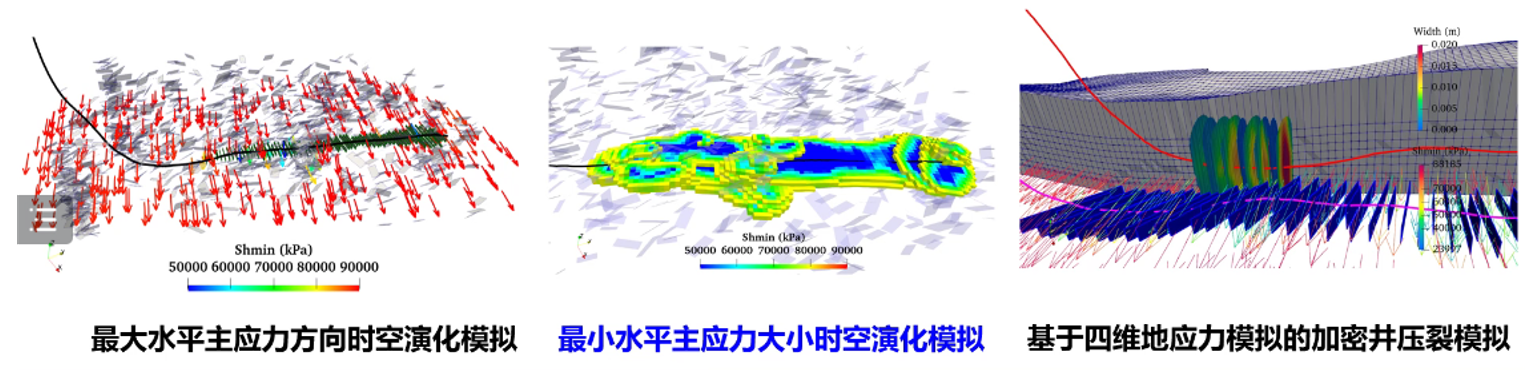 Shmin (kPa)
50000 60000 70000 80000 90000
最大水平主应力方向时空演化模拟
Shmin (kPa)
50000 60000 70000 80000 90000
最小水平主应力大小时空演化模拟
Width (m)
0.020
0.015
0.010
0.005
0.000
Shmin (kPa)
70000
基于四维地应力模拟的加密井压裂模拟